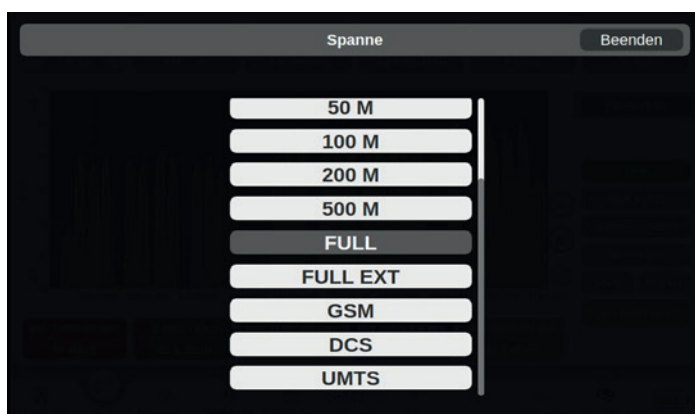 Spanne
Beenden
50 M
100 M
200 M
500 M
FULL
FULL EXT
GSM
DCS
UMTS